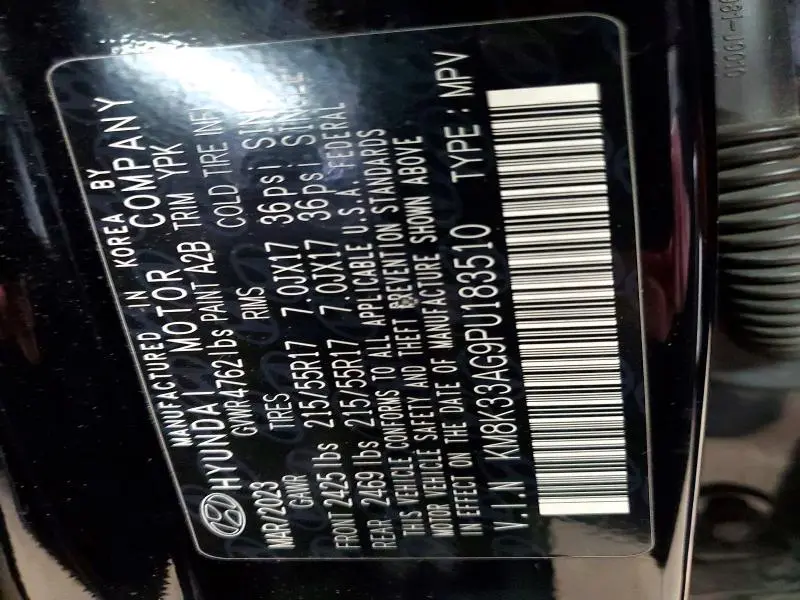 MANUFACTURED IN KOREA BY
HYUNDAI MOTOR COMPANY
MAR/2023 GWR 4762 lbs PAINT A2B TRIM YPK
GAWR TIRES RIMS COLD TIRE INFL
FRONT 2425 lbs 215/55R17 7.0JX17 36psi SINGLE
REAR 2469 lbs 215/55R17 7.0JX17 36psi SINGLE
THIS VEHICLE CONFORMS TO ALL APPLICABLE U.S.A. FEDERAL
MOTOR VEHICLE SAFETY AND THEFT PREVENTION STANDARDS
IN EFFECT ON THE DATE OF MANUFACTURE SHOWN ABOVE
V.I.N KM8K33AG9PU183510 TYPE : MPV